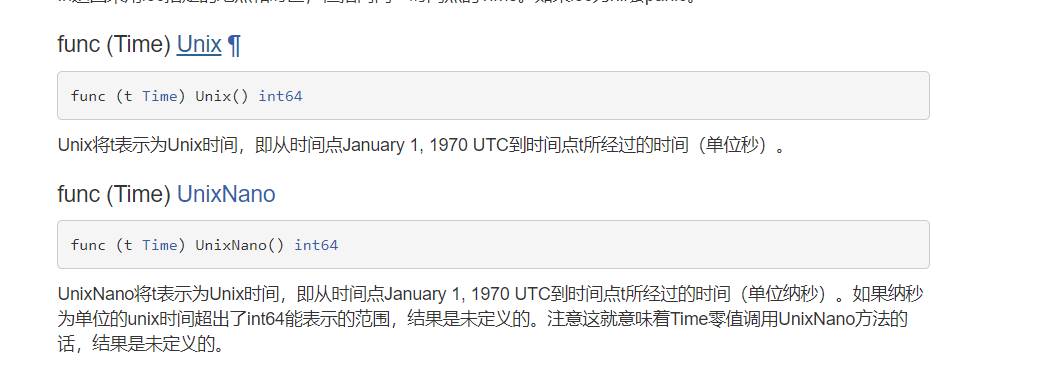 func (Time) Unix ¶
func (t Time) Unix() int64
Unix将t表示为Unix时间，即从时间点January 1, 1970 UTC到时间点t所经过的时间（单位秒）。
func (Time) UnixNano
func (t Time) UnixNano() int64
UnixNano将t表示为Unix时间，即从时间点January 1, 1970 UTC到时间点t所经过的时间（单位纳秒）。如果纳秒
为单位的unix时间超出了int64能表示的范围，结果是未定义的。注意这就意味着Time零值调用UnixNano方法的
话，结果是未定义的。